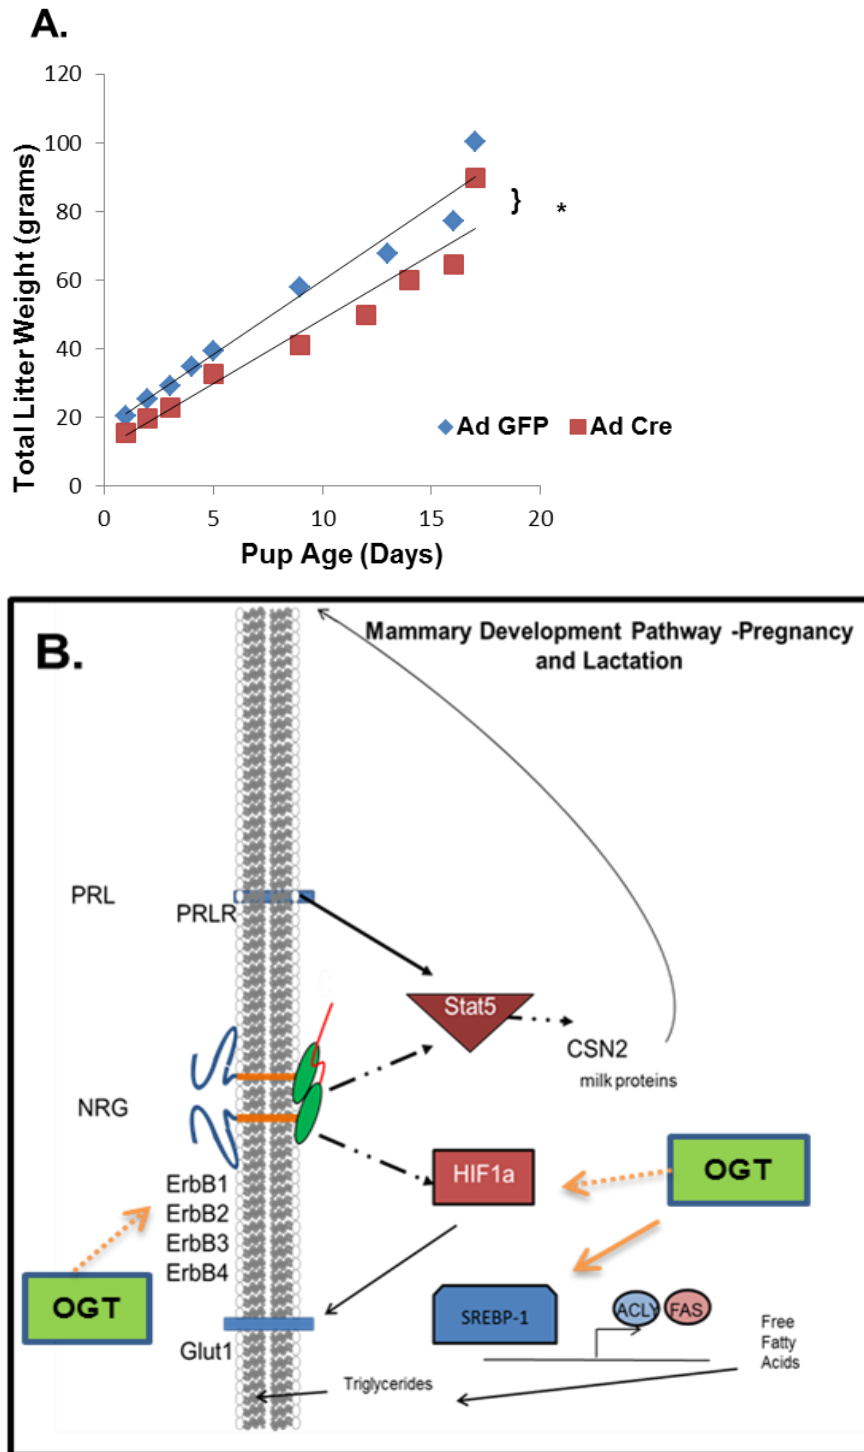 A.
120
100
80
60
40
20
0
Total Litter Weight (grams)
} *
Ad GFP Ad Cre
0 5 10 15 20
Pup Age (Days)
B.
Mammary Development Pathway -Pregnancy
and Lactation
PRL
PRLR
Stat5
CSN2
milk proteins
NRG
HIF1a
OGT
ErbB1
ErbB2
ErbB3
ErbB4
OGT
SREBP-1
ACLY FAS
Free
Fatty
Acids
Glut1
Triglycerides